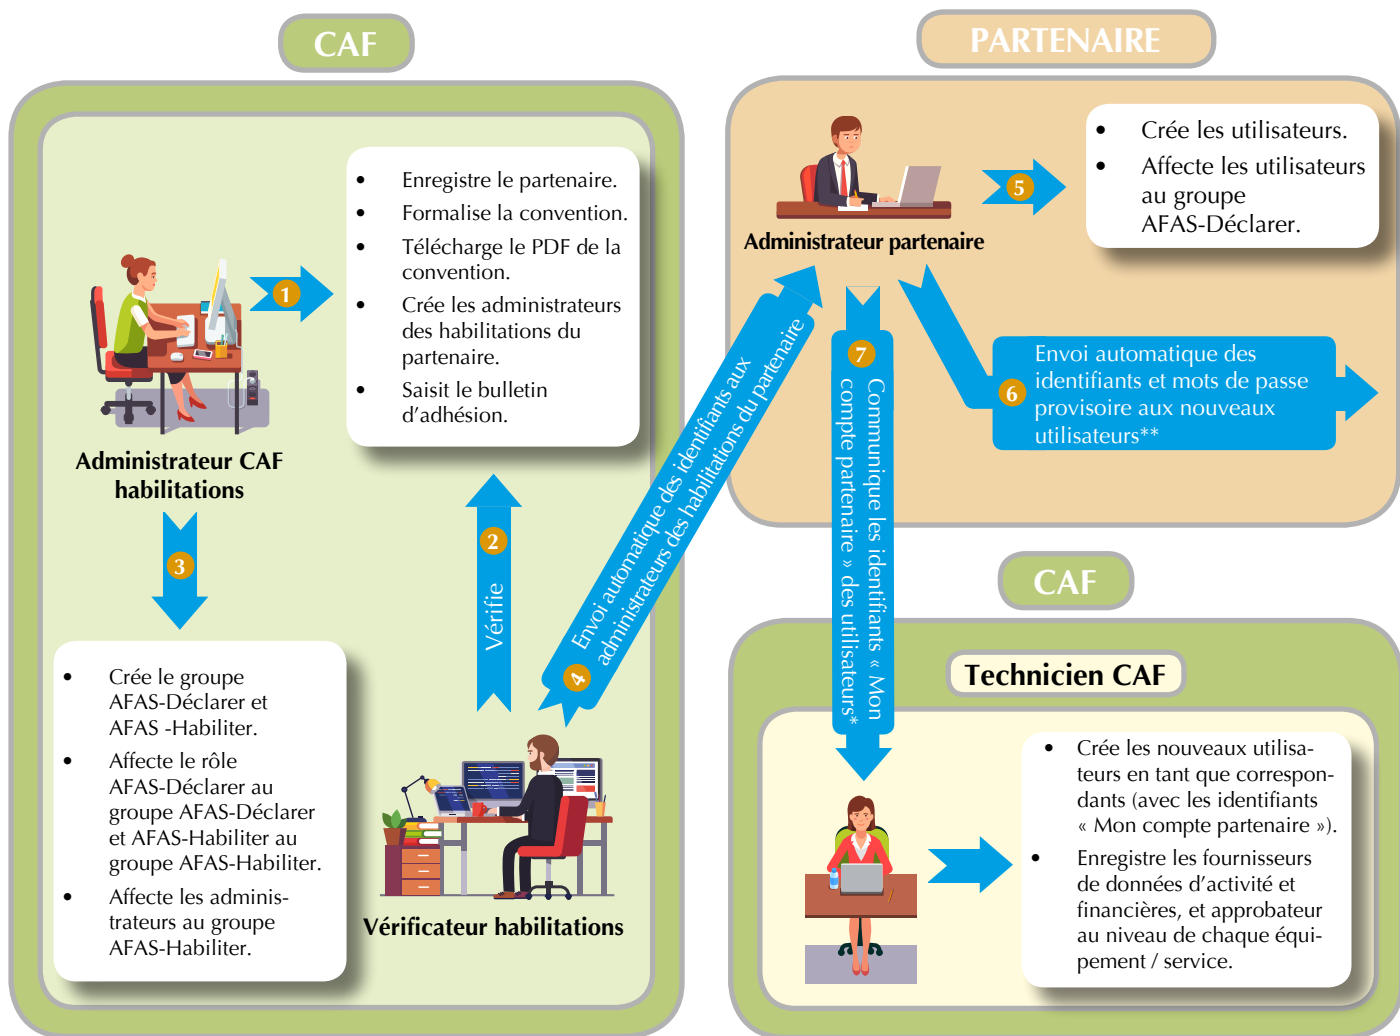 CAF
1
• Enregistre le partenaire.
• Formalise la convention.
• Télécharge le PDF de la
convention.
• Crée les administrateurs
des habilitations du
partenaire.
• Saisit le bulletin
d’adhésion.
Administrateur CAF
habilitations
2
Vérifie
3
• Crée le groupe
AFAS-Déclarer et
AFAS -Habiliter.
• Affecte le rôle
AFAS-Déclarer au
groupe AFAS-Déclarer
et AFAS-Habiliter au
groupe AFAS-Habiliter.
• Affecte les adminis-
trateurs au groupe
AFAS-Habiliter.
Vérificateur habilitations
4
Envoi automatique des identifiants aux
administrateurs des habilitations du partenaire
PARTENAIRE
Administrateur partenaire
5
• Crée les utilisateurs.
• Affecte les utilisateurs
au groupe
AFAS-Déclarer.
6
Envoi automatique des
identifiants et mots de passe
provisoire aux nouveaux
utilisateurs**
7
Communique les identifiants « Mon
compte partenaire » des utilisateurs*
CAF
Technicien CAF
• Crée les nouveaux utilisa-
teurs en tant que correspon-
dants (avec les identifiants
« Mon compte partenaire »).
• Enregistre les fournisseurs
de données d’activité et
financières, et approbateur
au niveau de chaque équi-
pement / service.